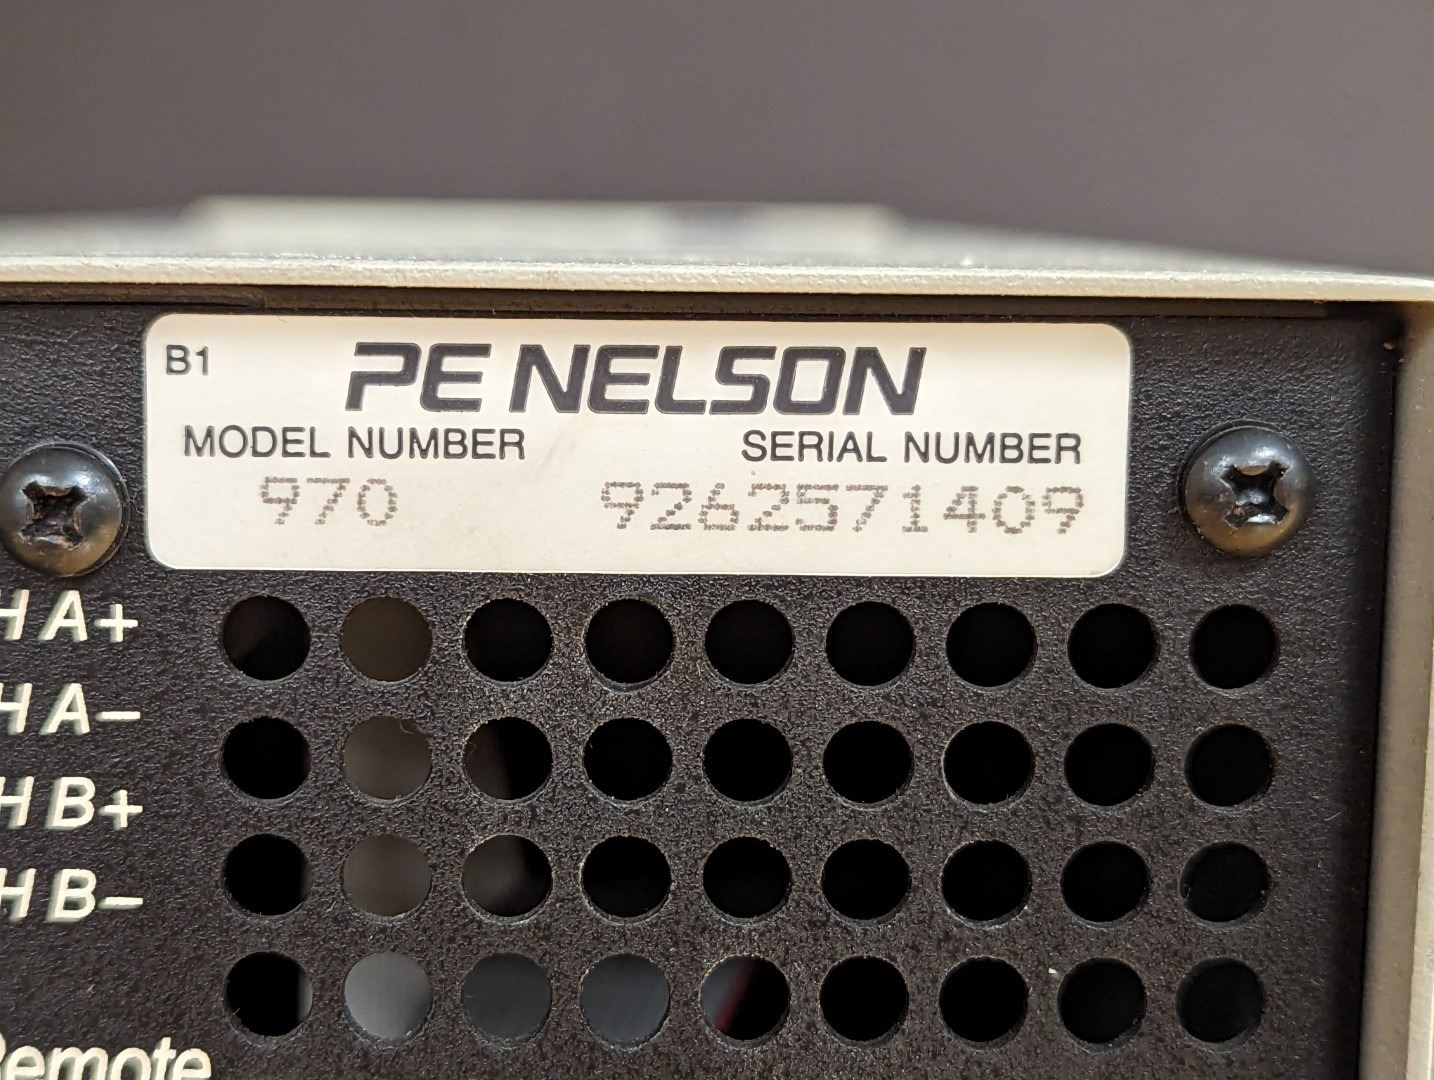 B1 PE NELSON
MODEL NUMBER SERIAL NUMBER
970 9262571409
H A+
H A−
H B+
H B−
Remote